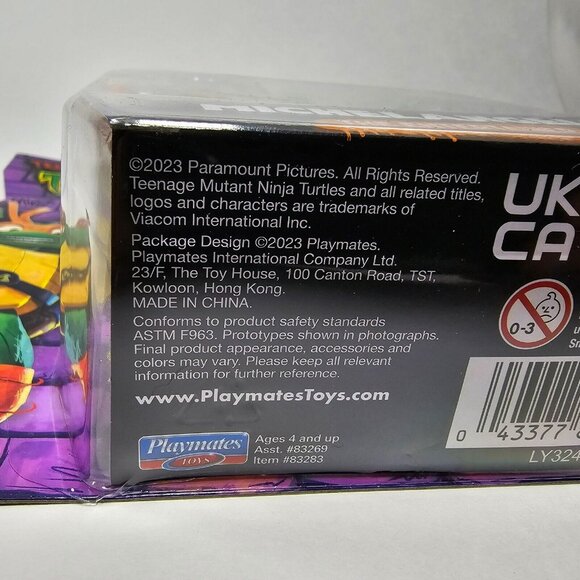 ©2023 Paramount Pictures. All Rights Reserved.
Teenage Mutant Ninja Turtles and all related titles,
logos and characters are trademarks of
Viacom International Inc.
Package Design ©2023 Playmates.
Playmates International Company Ltd.
23/F, The Toy House, 100 Canton Road, TST,
Kowloon, Hong Kong.
MADE IN CHINA.
Conforms to product safety standards
ASTM F963. Prototypes shown in photographs.
Final product appearance, accessories and
colors may vary. Please keep all relevant
information for further reference.
www.PlaymatesToys.com
Playmates
TOYS
Ages 4 and up
Asst. #83269
Item #83283
UK
CA
0-3
0 43377
LY324